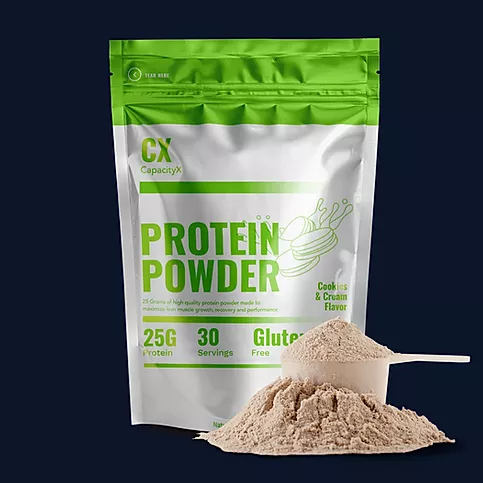 TEAR HERE
CX
CapacityX
PROTEIN
POWDER
Cookies
& Cream
Flavor
25 Grams of high quality protein powder made to
maximize lean muscle growth, recovery and performance
25G 30 Gluten
Protein Servings Free